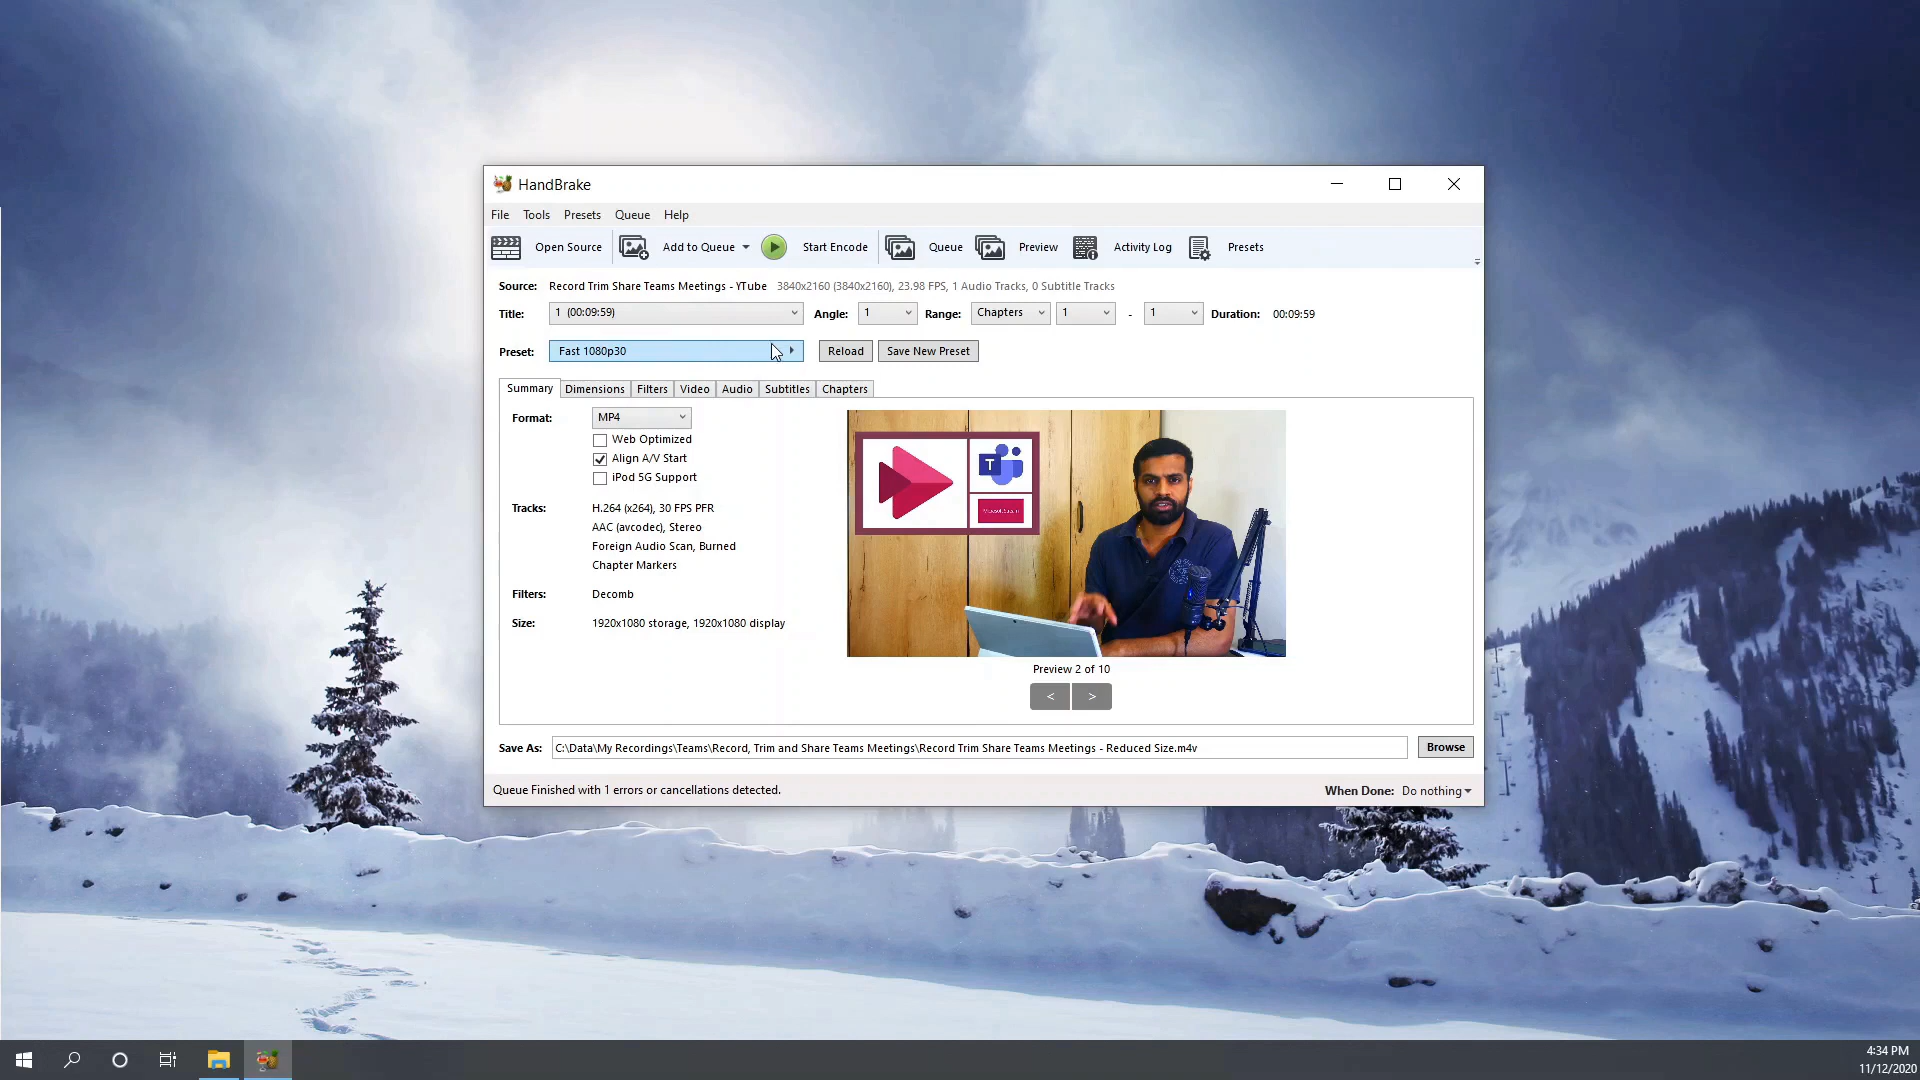 HandBrake
File Tools Presets Queue Help
Open Source Add to Queue Start Encode Queue Preview Activity Log Presets
Source: Record Trim Share Teams Meetings - YTube 3840x2160 (3840x2160), 23.98 FPS, 1 Audio Tracks, 0 Subtitle Tracks
Title: 1 (00:09:59) Angle: 1 Range: Chapters 1 - 1 Duration: 00:09:59
Preset: Fast 1080p30 Reload Save New Preset
Summary Dimensions Filters Video Audio Subtitles Chapters
Format: MP4
Web Optimized
Align A/V Start
iPod 5G Support
Tracks: H.264 (x264), 30 FPS PFR
AAC (avcodec), Stereo
Foreign Audio Scan, Burned
Chapter Markers
Filters: Decomb
Size: 1920x1080 storage, 1920x1080 display
T
Preview 2 of 10
< >
Save As: C:\Data\My Recordings\Teams\Record, Trim and Share Teams Meetings\Record Trim Share Teams Meetings - Reduced Size.m4v Browse
Queue Finished with 1 errors or cancellations detected. When Done: Do nothing
4:34 PM
11/12/2020